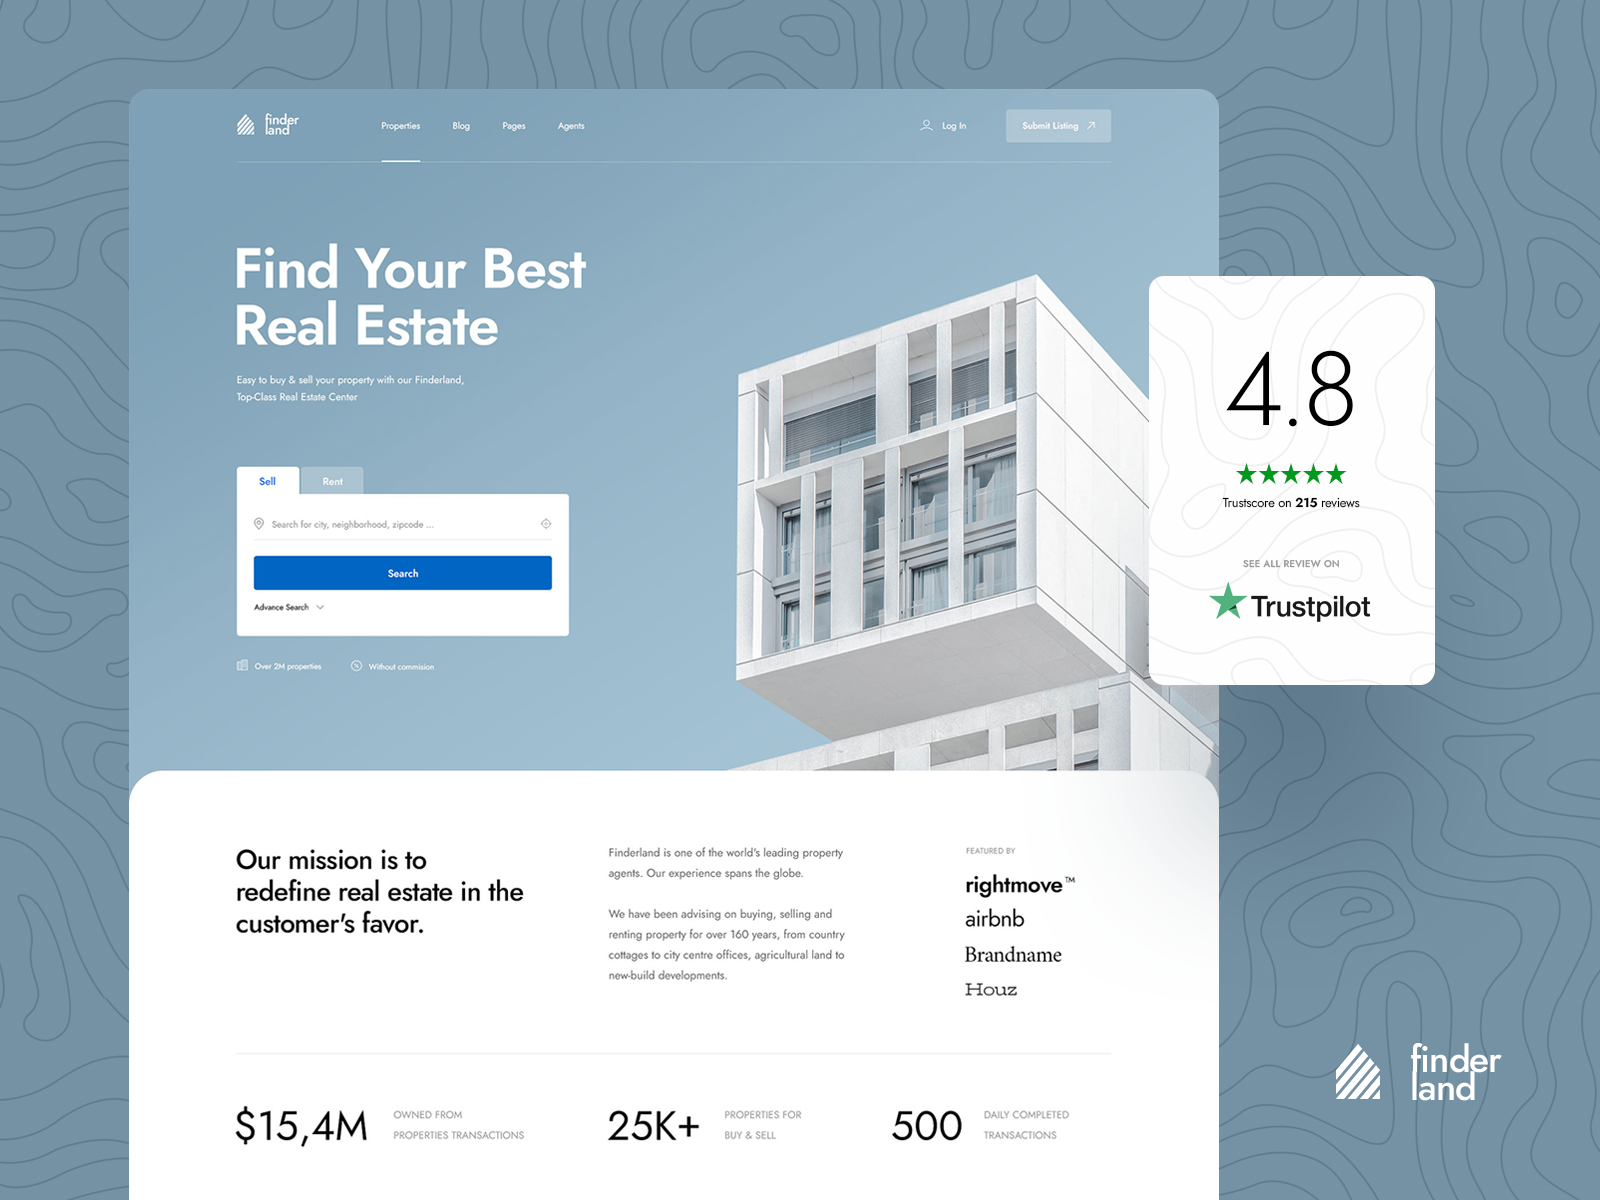 finder
land
Properties
Blog
Pages
Agents
Log In
Submit Listing
Find Your Best
Real Estate
Easy to buy & sell your property with our Finderland,
Top-Class Real Estate Center
Sell
Rent
Search for city, neighborhood, zipcode ...
Search
Advance Search
Over 2M properties
Without commision
4.8
Trustscore on 215 reviews
SEE ALL REVIEW ON
Trustpilot
Our mission is to
redefine real estate in the
customer's favor.
Finderland is one of the world's leading property
agents. Our experience spans the globe.
We have been advising on buying, selling and
renting property for over 160 years, from country
cottages to city centre offices, agricultural land to
new-build developments.
FEATURED BY
rightmove™
airbnb
Brandname
Houz
$15,4M
OWNED FROM
PROPERTIES TRANSACTIONS
25K+
PROPERTIES FOR
BUY & SELL
500
DAILY COMPLETED
TRANSACTIONS
finder
land